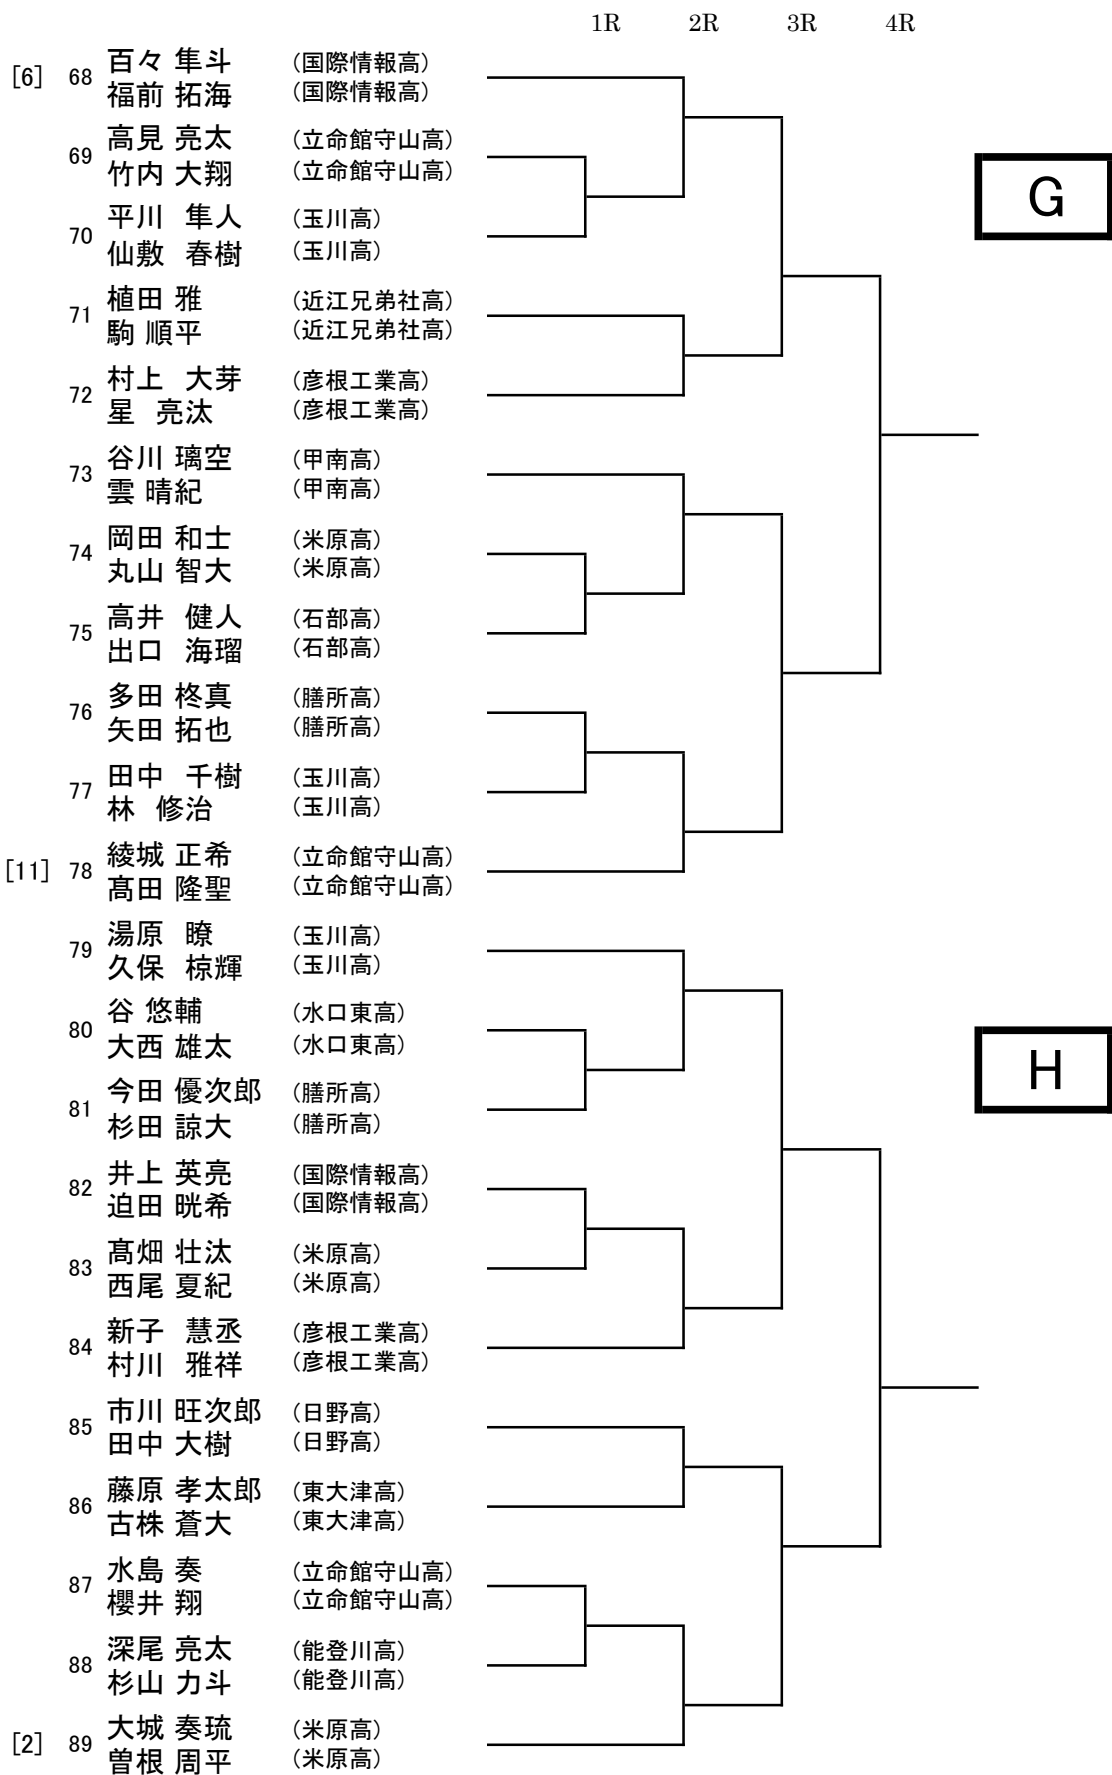 1R 2R 3R 4R
百々 隼斗 (国際情報高)
[6] 68
福前 拓海 (国際情報高)
高見 亮太 (立命館守山高)
69
竹内 大翔 (立命館守山高)
G
平川 隼人 (玉川高)
70
仙敷 春樹 (玉川高)
植田 雅 (近江兄弟社高)
71
駒 順平 (近江兄弟社高)
村上 大芽 (彦根工業高)
72
星 亮汰 (彦根工業高)
谷川 璃空 (甲南高)
73
雲 晴紀 (甲南高)
岡田 和士 (米原高)
74
丸山 智大 (米原高)
高井 健人 (石部高)
75
出口 海瑠 (石部高)
多田 柊真 (膳所高)
76
矢田 拓也 (膳所高)
田中 千樹 (玉川高)
77
林 修治 (玉川高)
綾城 正希 (立命館守山高)
[11] 78
髙田 隆聖 (立命館守山高)
湯原 瞭 (玉川高)
79
久保 椋輝 (玉川高)
谷 悠輔 (水口東高)
80
大西 雄太 (水口東高)
H
今田 優次郎 (膳所高)
81
杉田 諒大 (膳所高)
井上 英亮 (国際情報高)
82
迫田 晄希 (国際情報高)
髙畑 壮汰 (米原高)
83
西尾 夏紀 (米原高)
新子 慧丞 (彦根工業高)
84
村川 雅祥 (彦根工業高)
市川 旺次郎 (日野高)
85
田中 大樹 (日野高)
藤原 孝太郎 (東大津高)
86
古株 蒼大 (東大津高)
水島 奏 (立命館守山高)
87
櫻井 翔 (立命館守山高)
深尾 亮太 (能登川高)
88
杉山 力斗 (能登川高)
大城 奏琉 (米原高)
[2] 89
曽根 周平 (米原高)